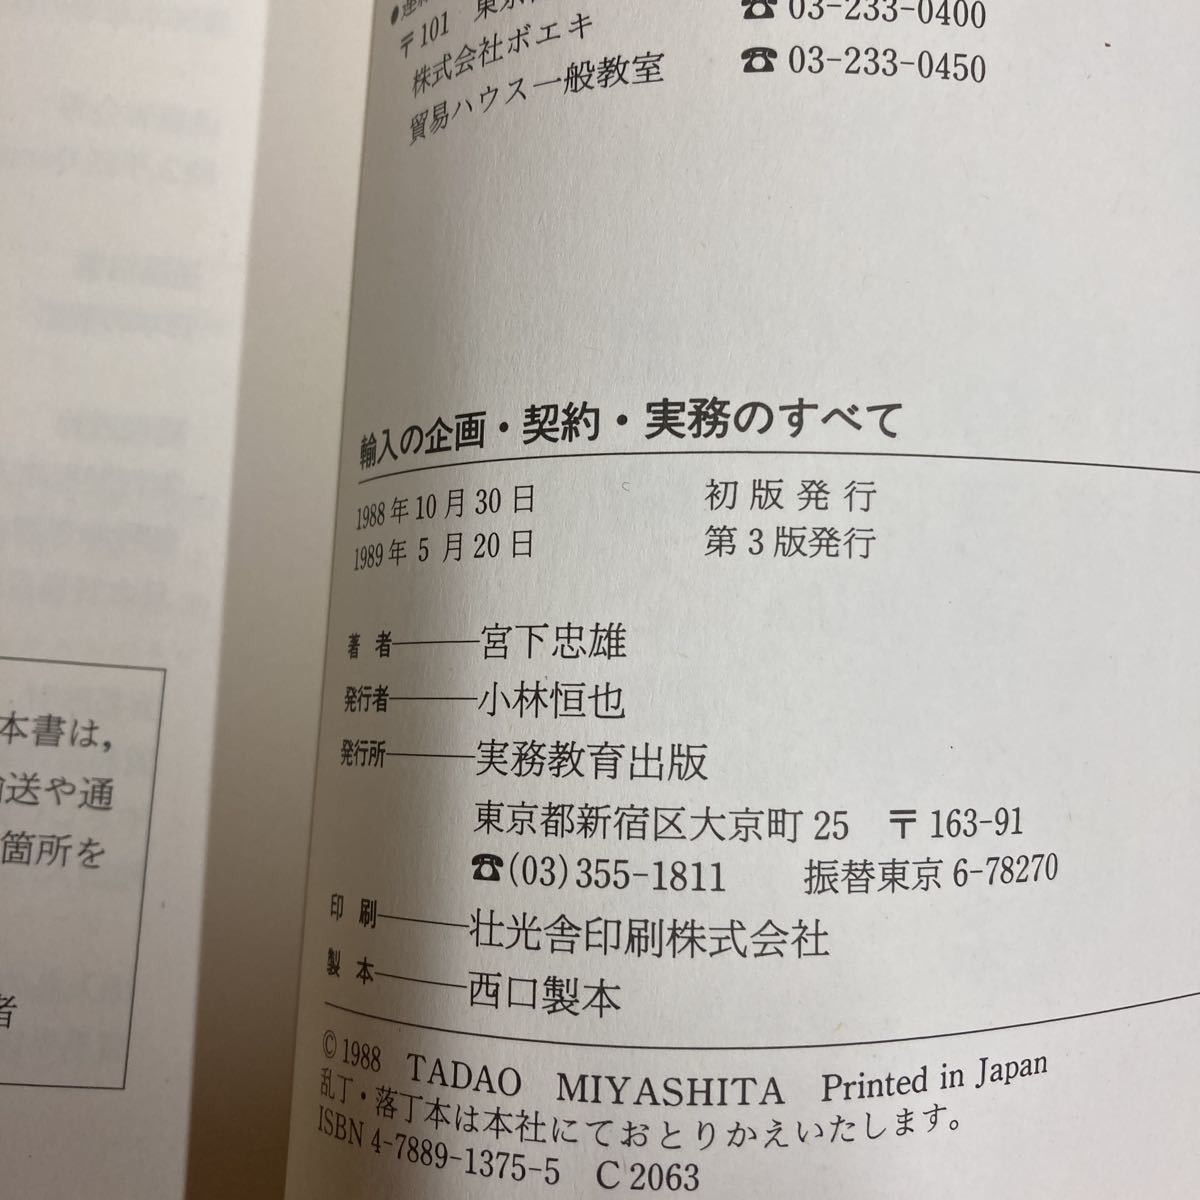 〒101
☎ 03-233-0400
株式会社ボエキ
☎ 03-233-0450
貿易ハウス一般教室
輸入の企画・契約・実務のすべて
1988年10月30日 初版発行
1989年5月20日 第3版発行
著者――宮下忠雄
発行者――小林恒也
発行所――実務教育出版
東京都新宿区大京町25 〒163-91
☎(03)355-1811 振替東京6-78270
印刷――壮光舎印刷株式会社
製本――西口製本
©1988 TADAO MIYASHITA Printed in Japan
乱丁・落丁本は本社にておとりかえいたします。
ISBN4-7889-1375-5 C2063
本書は,
送や通
箇所を
者